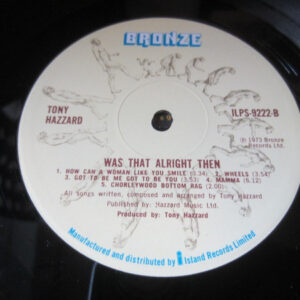 BRONZE
TONY
HAZZARD
ILPS-9222-B
℗ 1973 Bronze
Records Ltd.
WAS THAT ALRIGHT THEN
1. HOW CAN A WOMAN LIKE YOU SMILE (3.34) 2. WHEELS (3.54)
3. GOT TO BE ME GOT TO BE YOU (3.53) 4. MAMMA (6.12)
5. CHORLEYWOOD BOTTOM RAG (2.00)
All songs written, composed and arranged by Tony Hazzard
Published by: Hazzard Music Ltd.
Produced by: Tony Hazzard
Manufactured and distributed by Island Records Limited